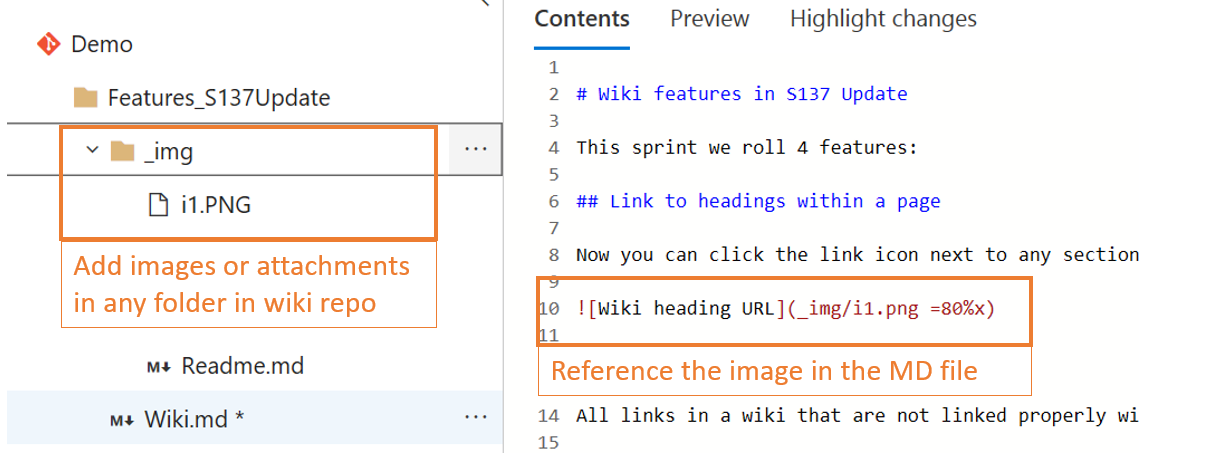 Demo
Features_S137Update
_img
i1.PNG
Add images or attachments
in any folder in wiki repo
Readme.md
Wiki.md *
Contents Preview Highlight changes
1
2 # Wiki features in S137 Update
3
4 This sprint we roll 4 features:
5
6 ## Link to headings within a page
7
8 Now you can click the link icon next to any section
9
10 ![Wiki heading URL](_img/i1.png =80%x)
11
Reference the image in the MD file
14 All links in a wiki that are not linked properly wi
15